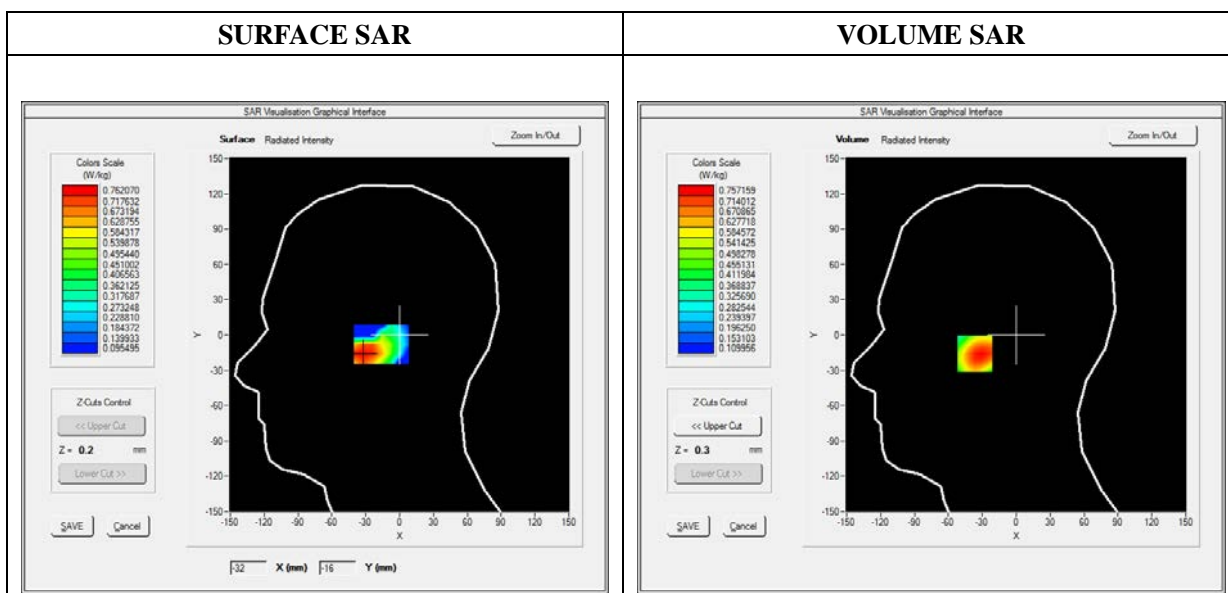 SURFACE SAR
VOLUME SAR
SAR Visualisation Graphical Interface
Surface Radiated Intensity
Zoom In/Out
Colors Scale
(W/kg)
0.762070
0.717632
0.673194
0.628755
0.584317
0.539878
0.495440
0.451002
0.406563
0.362125
0.317687
0.273248
0.228810
0.184372
0.139933
0.095495
Z-Cuts Control
<< Upper Cut
Z = 0.2 mm
Lower Cut >>
SAVE Cancel
150
120
90
60
30
0
-30
-60
-90
-120
-150
Y
-150 -120 -90 -60 -30 0 30 60 90 120 150
X
-32 X (mm) -16 Y (mm)
SAR Visualisation Graphical Interface
Volume Radiated Intensity
Zoom In/Out
Colors Scale
(W/kg)
0.757159
0.714012
0.670865
0.627718
0.584572
0.541425
0.498278
0.455131
0.411984
0.368837
0.325690
0.282544
0.239397
0.196250
0.153103
0.109956
Z-Cuts Control
<< Upper Cut
Z = 0.3 mm
Lower Cut >>
SAVE Cancel
150
120
90
60
30
0
-30
-60
-90
-120
-150
Y
-150 -120 -90 -60 -30 0 30 60 90 120 150
X